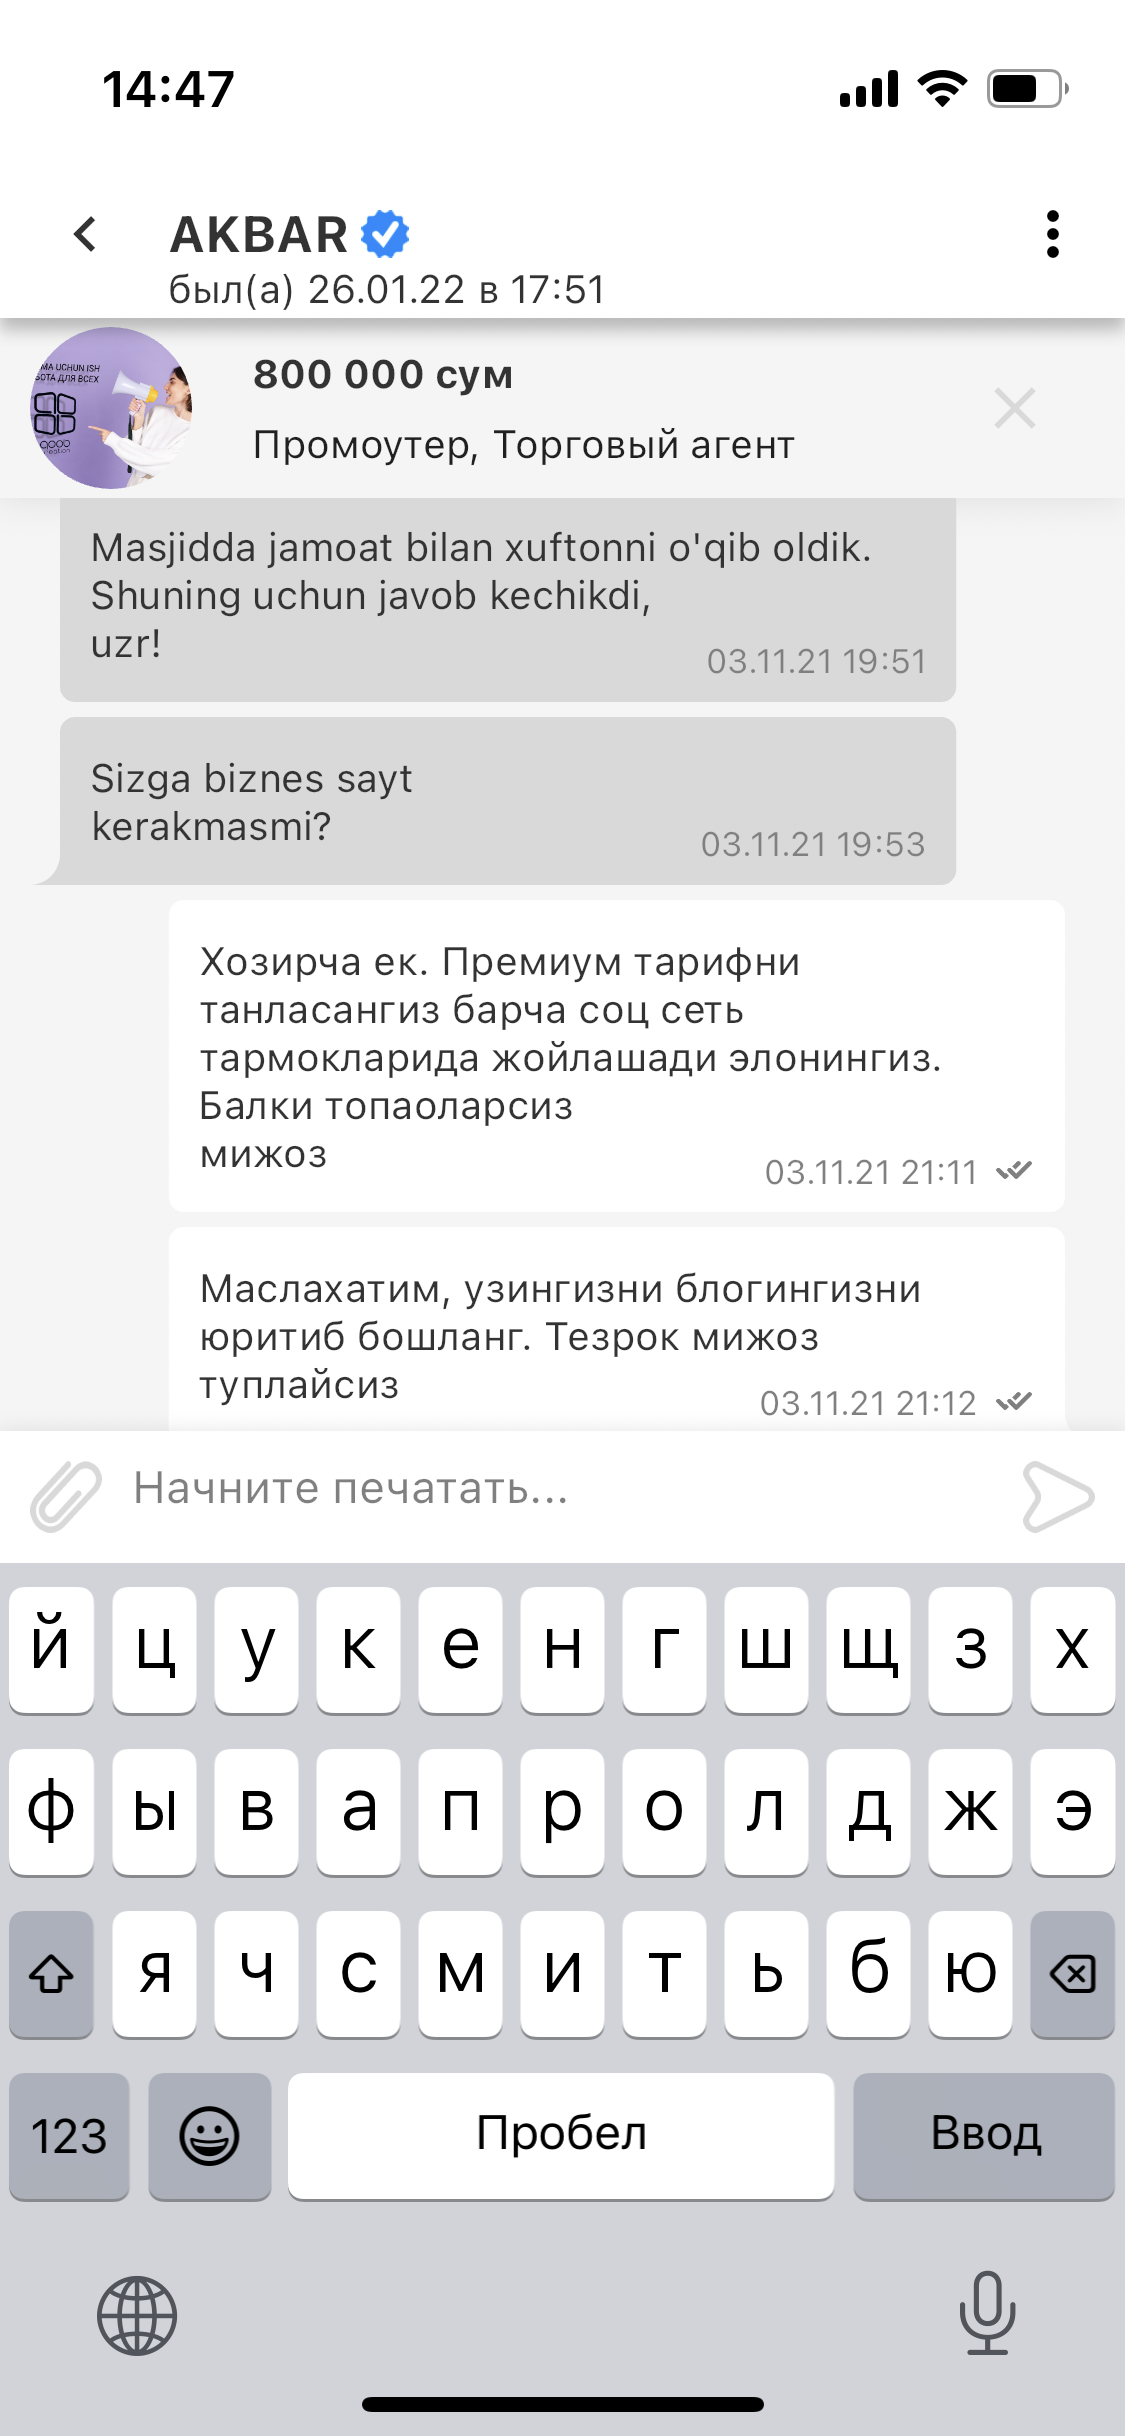 14:47
AKBAR
был(а) 26.01.22 в 17:51
MA UCHUN ISH
БОТА ДЛЯ ВСЕХ
800 000 сум
Промоутер, Торговый агент
Masjidda jamoat bilan xuftonni o'qib oldik.
Shuning uchun javob kechikdi,
uzr!
03.11.21 19:51
Sizga biznes sayt
kerakmasmi?
03.11.21 19:53
Хозирча ек. Премиум тарифни
танласангиз барча соц сеть
тармокларида жойлашади элонингиз.
Балки топаоларсиз
мижоз
03.11.21 21:11
Маслахатим, узингизни блогингизни
юритиб бошланг. Тезрок мижоз
туплайсиз
03.11.21 21:12
Начните печатать...
й ц у к е н г ш щ з х
ф ы в а п р о л д ж э
я ч с м и т ь б ю
123 Пробел Ввод